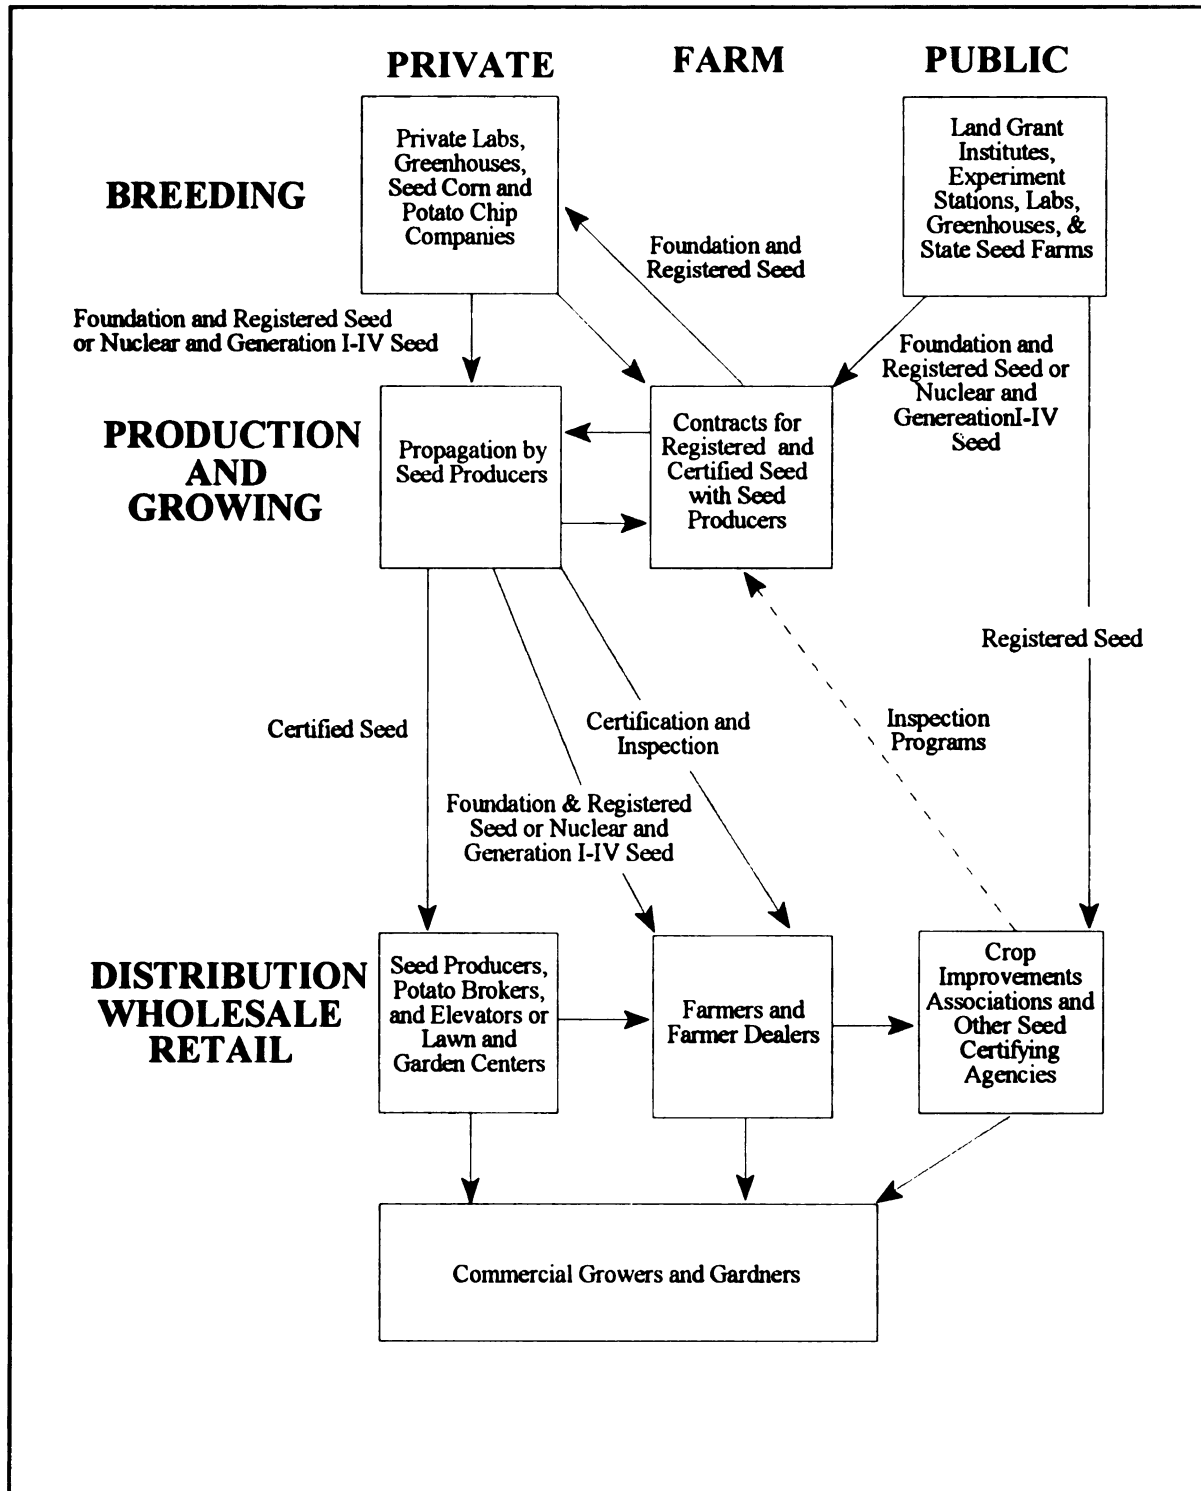 PRIVATE
FARM
PUBLIC
BREEDING
Private Labs,
Greenhouses,
Seed Corn and
Potato Chip
Companies
Land Grant
Institutes,
Experiment
Stations, Labs,
Greenhouses, &
State Seed Farms
Foundation and
Registered Seed
Foundation and Registered Seed
or Nuclear and Generation I-IV Seed
Foundation and
Registered Seed or
Nuclear and
GenereationI-IV
Seed
PRODUCTION
AND
GROWING
Propagation by
Seed Producers
Contracts for
Registered and
Certified Seed
with Seed
Producers
Registered Seed
Certified Seed
Certification and
Inspection
Inspection
Programs
Foundation & Registered
Seed or Nuclear and
Generation I-IV Seed
DISTRIBUTION
WHOLESALE
RETAIL
Seed Producers,
Potato Brokers,
and Elevators or
Lawn and
Garden Centers
Farmers and
Farmer Dealers
Crop
Improvements
Associations and
Other Seed
Certifying
Agencies
Commercial Growers and Gardners